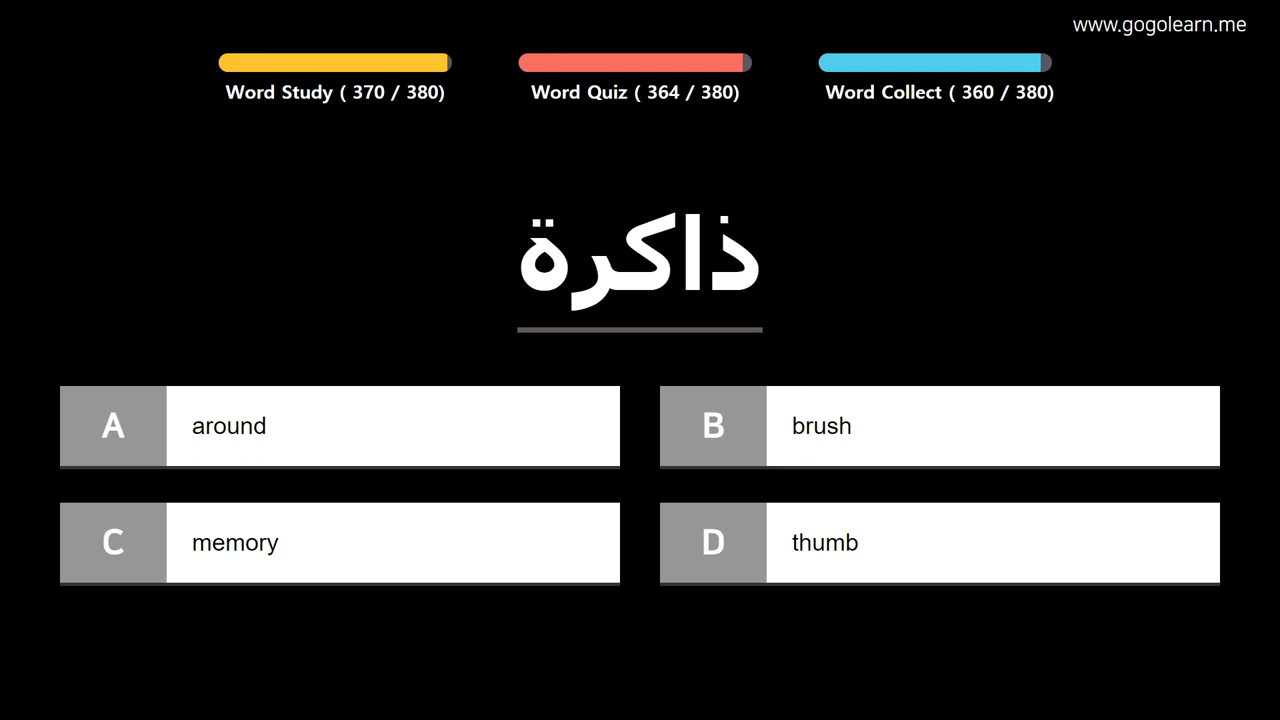 www.gogolearn.me
Word Study ( 370 / 380)
Word Quiz ( 364 / 380)
Word Collect ( 360 / 380)
ذاكرة
A around
B brush
C memory
D thumb